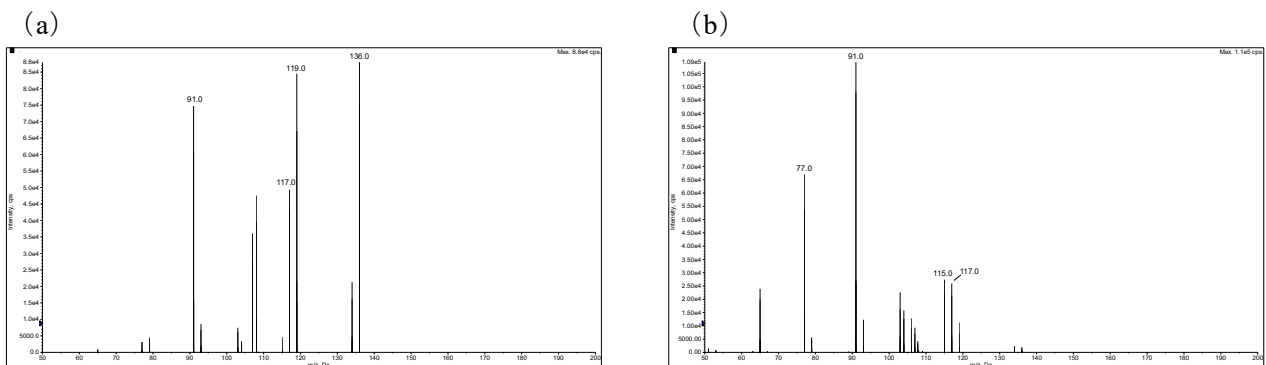 (a)
Max. 8.8e4 cps.
8.8e4
8.5e4
8.0e4
7.5e4
7.0e4
6.5e4
6.0e4
5.5e4
5.0e4
4.5e4
4.0e4
3.5e4
3.0e4
2.5e4
2.0e4
1.5e4
1.0e4
5000.0
0.0
Intensity, cps
136.0
119.0
91.0
117.0
50 60 70 80 90 100 110 120 130 140 150 160 170 180 190 200
m/z, Da
(b)
Max. 1.1e5 cps.
1.09e5
1.05e5
1.00e5
9.50e4
9.00e4
8.50e4
8.00e4
7.50e4
7.00e4
6.50e4
6.00e4
5.50e4
5.00e4
4.50e4
4.00e4
3.50e4
3.00e4
2.50e4
2.00e4
1.50e4
1.00e4
5000.00
0.00
Intensity, cps
91.0
77.0
115.0 117.0
50 60 70 80 90 100 110 120 130 140 150 160 170 180 190 200
m/z, Da